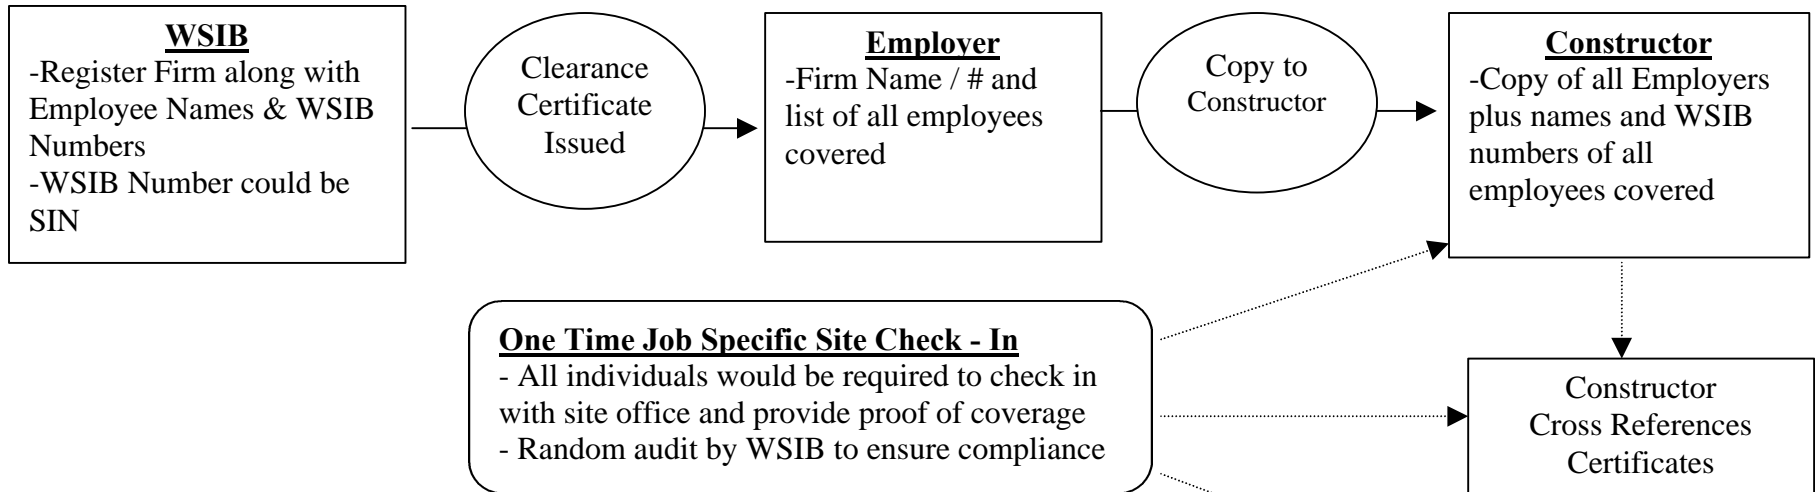 WSIB
-Register Firm along with
Employee Names & WSIB
Numbers
-WSIB Number could be
SIN
Clearance
Certificate
Issued
Employer
-Firm Name / # and
list of all employees
covered
Copy to
Constructor
Constructor
-Copy of all Employers
plus names and WSIB
numbers of all
employees covered
One Time Job Specific Site Check - In
- All individuals would be required to check in
with site office and provide proof of coverage
- Random audit by WSIB to ensure compliance
Constructor
Cross References
Certificates